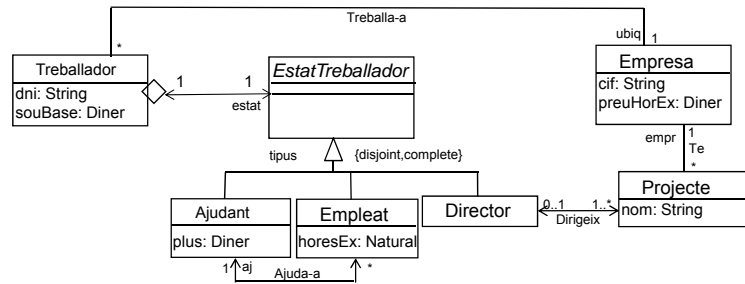 Treballa-a
* ubiq 1
Treballador
dni: String
souBase: Diner
1 1
estat
EstatTreballador
Empresa
cif: String
preuHorEx: Diner
empr 1
Te
*
tipus {disjoint,complete}
Ajudant
plus: Diner
Empleat
horesEx: Natural
Director
0..1 1..*
Dirigeix
Projecte
nom: String
1 aj *
Ajuda-a